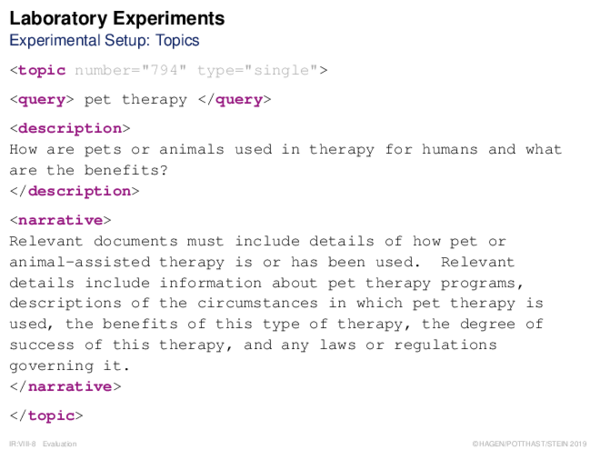 Laboratory Experiments
Experimental Setup: Topics
<topic number="794" type="single">
<query> pet therapy </query>
<description>
How are pets or animals used in therapy for humans and what
are the benefits?
</description>
<narrative>
Relevant documents must include details of how pet or
animal-assisted therapy is or has been used. Relevant
details include information about pet therapy programs,
descriptions of the circumstances in which pet therapy is
used, the benefits of this type of therapy, the degree of
success of this therapy, and any laws or regulations
governing it.
</narrative>
</topic>
IR:VIII-8 Evaluation ©HAGEN/POTTHAST/STEIN 2019